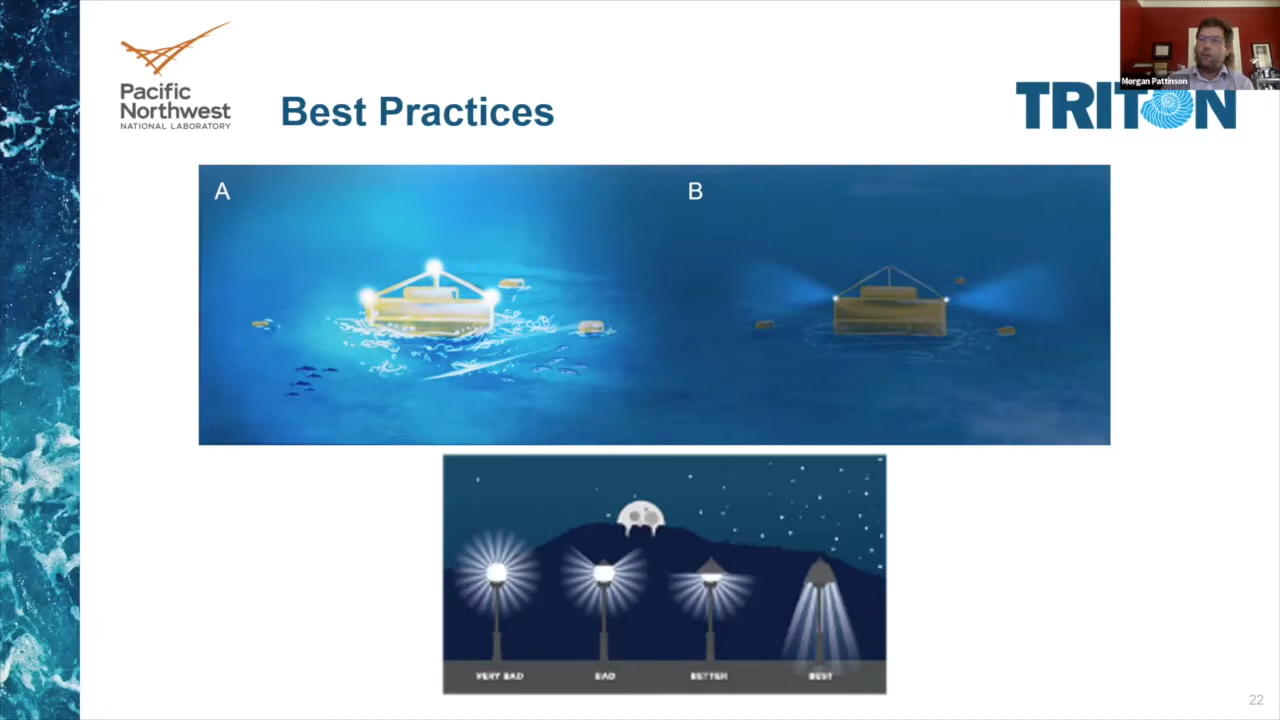 Pacific
Northwest
NATIONAL LABORATORY
Best Practices
Morgan Pattinson
TRITON
A
B
VERY BAD
BAD
BETTER
BEST
22